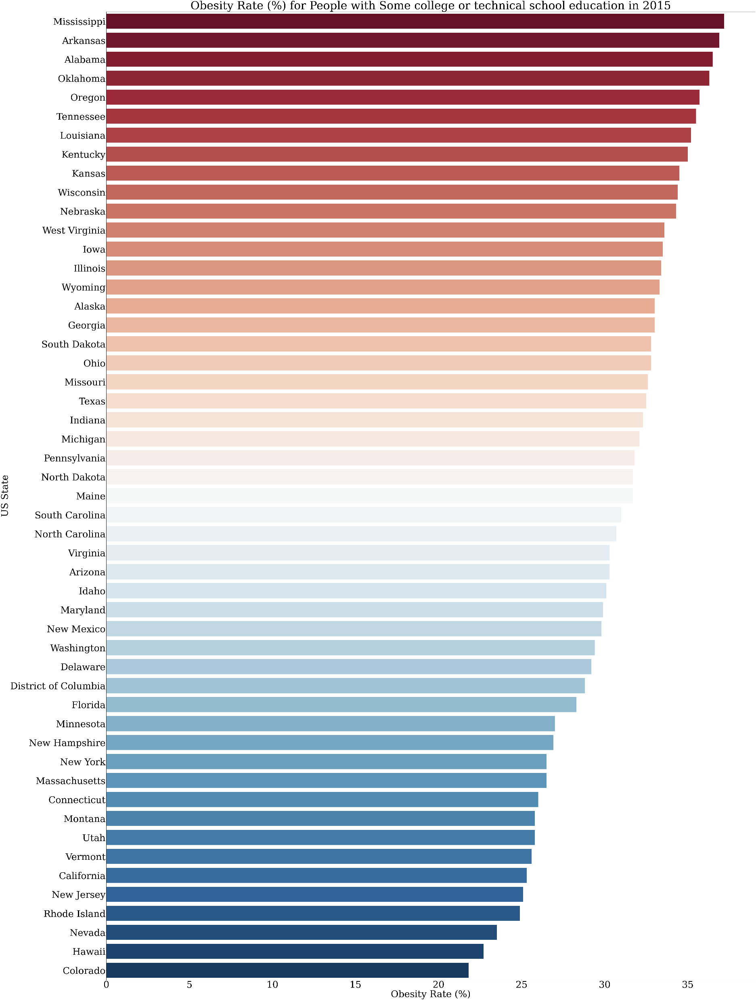 Obesity Rate (%) for People with Some college or technical school education in 2015
Mississippi
Arkansas
Alabama
Oklahoma
Oregon
Tennessee
Louisiana
Kentucky
Kansas
Wisconsin
Nebraska
West Virginia
Iowa
Illinois
Wyoming
Alaska
Georgia
South Dakota
Ohio
Missouri
Texas
Indiana
Michigan
Pennsylvania
North Dakota
Maine
South Carolina
North Carolina
Virginia
Arizona
Idaho
Maryland
New Mexico
Washington
Delaware
District of Columbia
Florida
Minnesota
New Hampshire
New York
Massachusetts
Connecticut
Montana
Utah
Vermont
California
New Jersey
Rhode Island
Nevada
Hawaii
Colorado
US State
0 5 10 15 20 25 30 35
Obesity Rate (%)